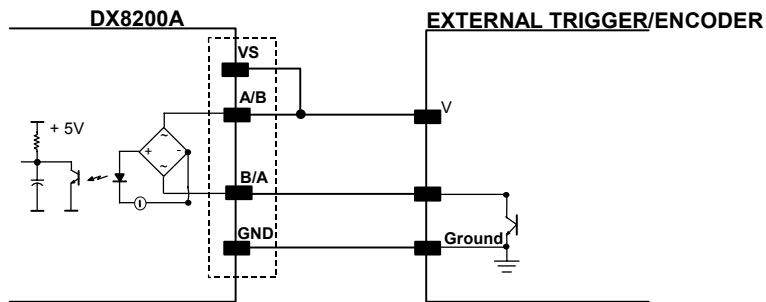 DX8200A
EXTERNAL TRIGGER/ENCODER
VS
A/B
V
+ 5V
~
+
-
~
B/A
I
GND
Ground